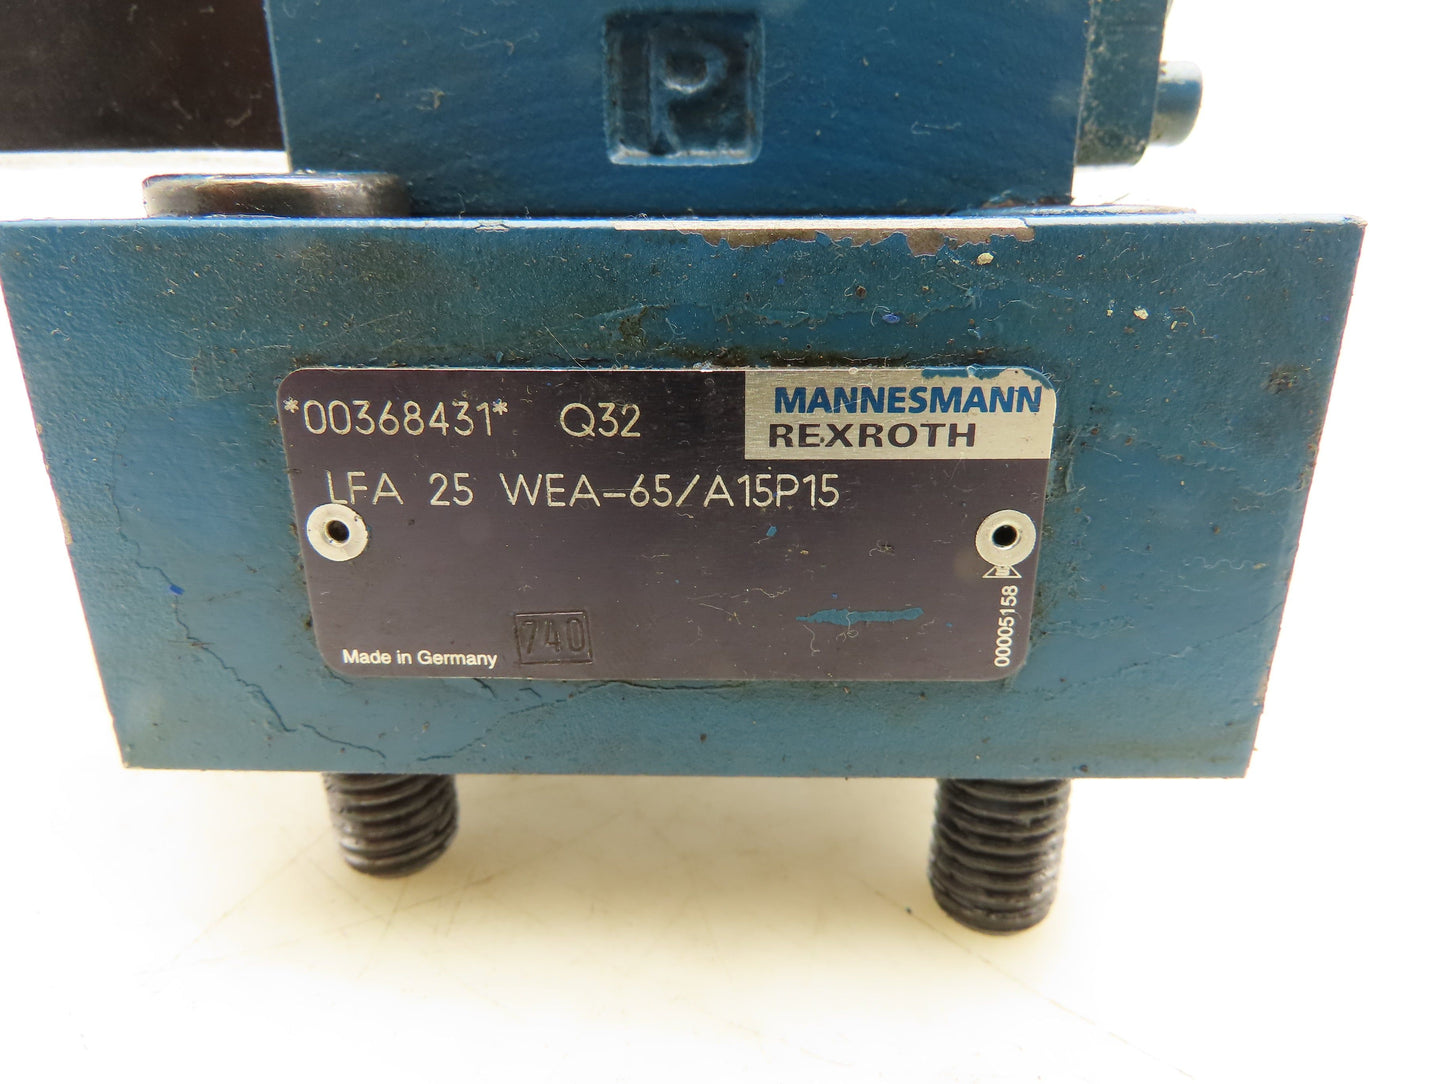 P
*00368431* Q32
MANNESMANN
REXROTH
LFA 25 WEA-65/A15P15
00005158
740
Made in Germany